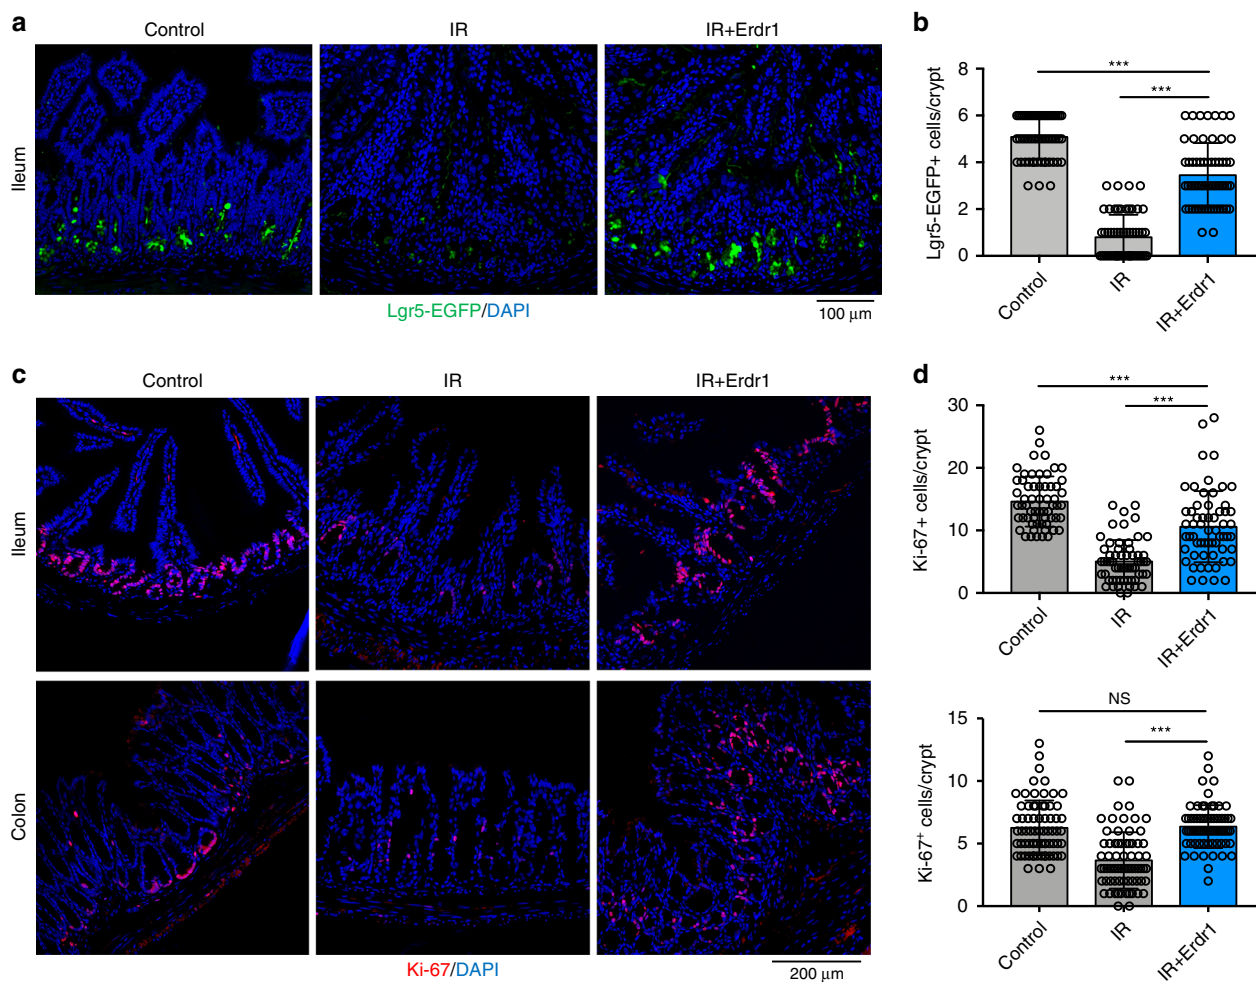 a
Control
IR
IR+Erdr1
Ileum
Lgr5-EGFP/DAPI
100 μm
b
Lgr5-EGFP+ cells/crypt
8
6
4
2
0
***
***
Control
IR
IR+Erdr1
c
Control
IR
IR+Erdr1
Ileum
Colon
Ki-67/DAPI
200 μm
d
Ki-67+ cells/crypt
30
20
10
0
***
***
Control
IR
IR+Erdr1
Ki-67⁺ cells/crypt
15
10
5
0
NS
***
Control
IR
IR+Erdr1